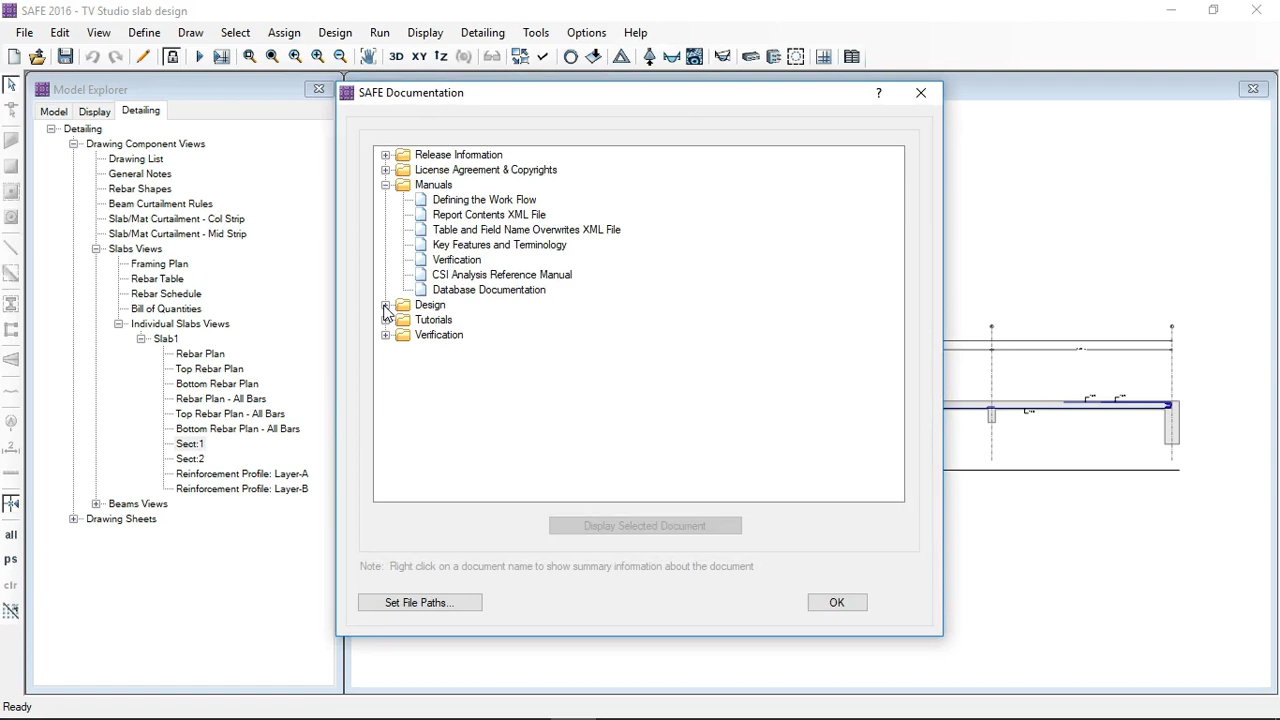 SAFE 2016 - TV Studio slab design
File Edit View Define Draw Select Assign Design Run Display Detailing Tools Options Help
3D XY
Model Explorer
Model Display Detailing
Detailing
Drawing Component Views
Drawing List
General Notes
Rebar Shapes
Beam Curtailment Rules
Slab/Mat Curtailment - Col Strip
Slab/Mat Curtailment - Mid Strip
Slabs Views
Framing Plan
Rebar Table
Rebar Schedule
Bill of Quantities
Individual Slabs Views
Slab1
Rebar Plan
Top Rebar Plan
Bottom Rebar Plan
Rebar Plan - All Bars
Top Rebar Plan - All Bars
Bottom Rebar Plan - All Bars
Sect:1
Sect:2
Reinforcement Profile: Layer-A
Reinforcement Profile: Layer-B
Beams Views
Drawing Sheets
all
ps
clr
SAFE Documentation
?
Release Information
License Agreement & Copyrights
Manuals
Defining the Work Flow
Report Contents XML File
Table and Field Name Overwrites XML File
Key Features and Terminology
Verification
CSI Analysis Reference Manual
Database Documentation
Design
Tutorials
Verification
Display Selected Document
Note: Right click on a document name to show summary information about the document
Set File Paths...
OK
Ready